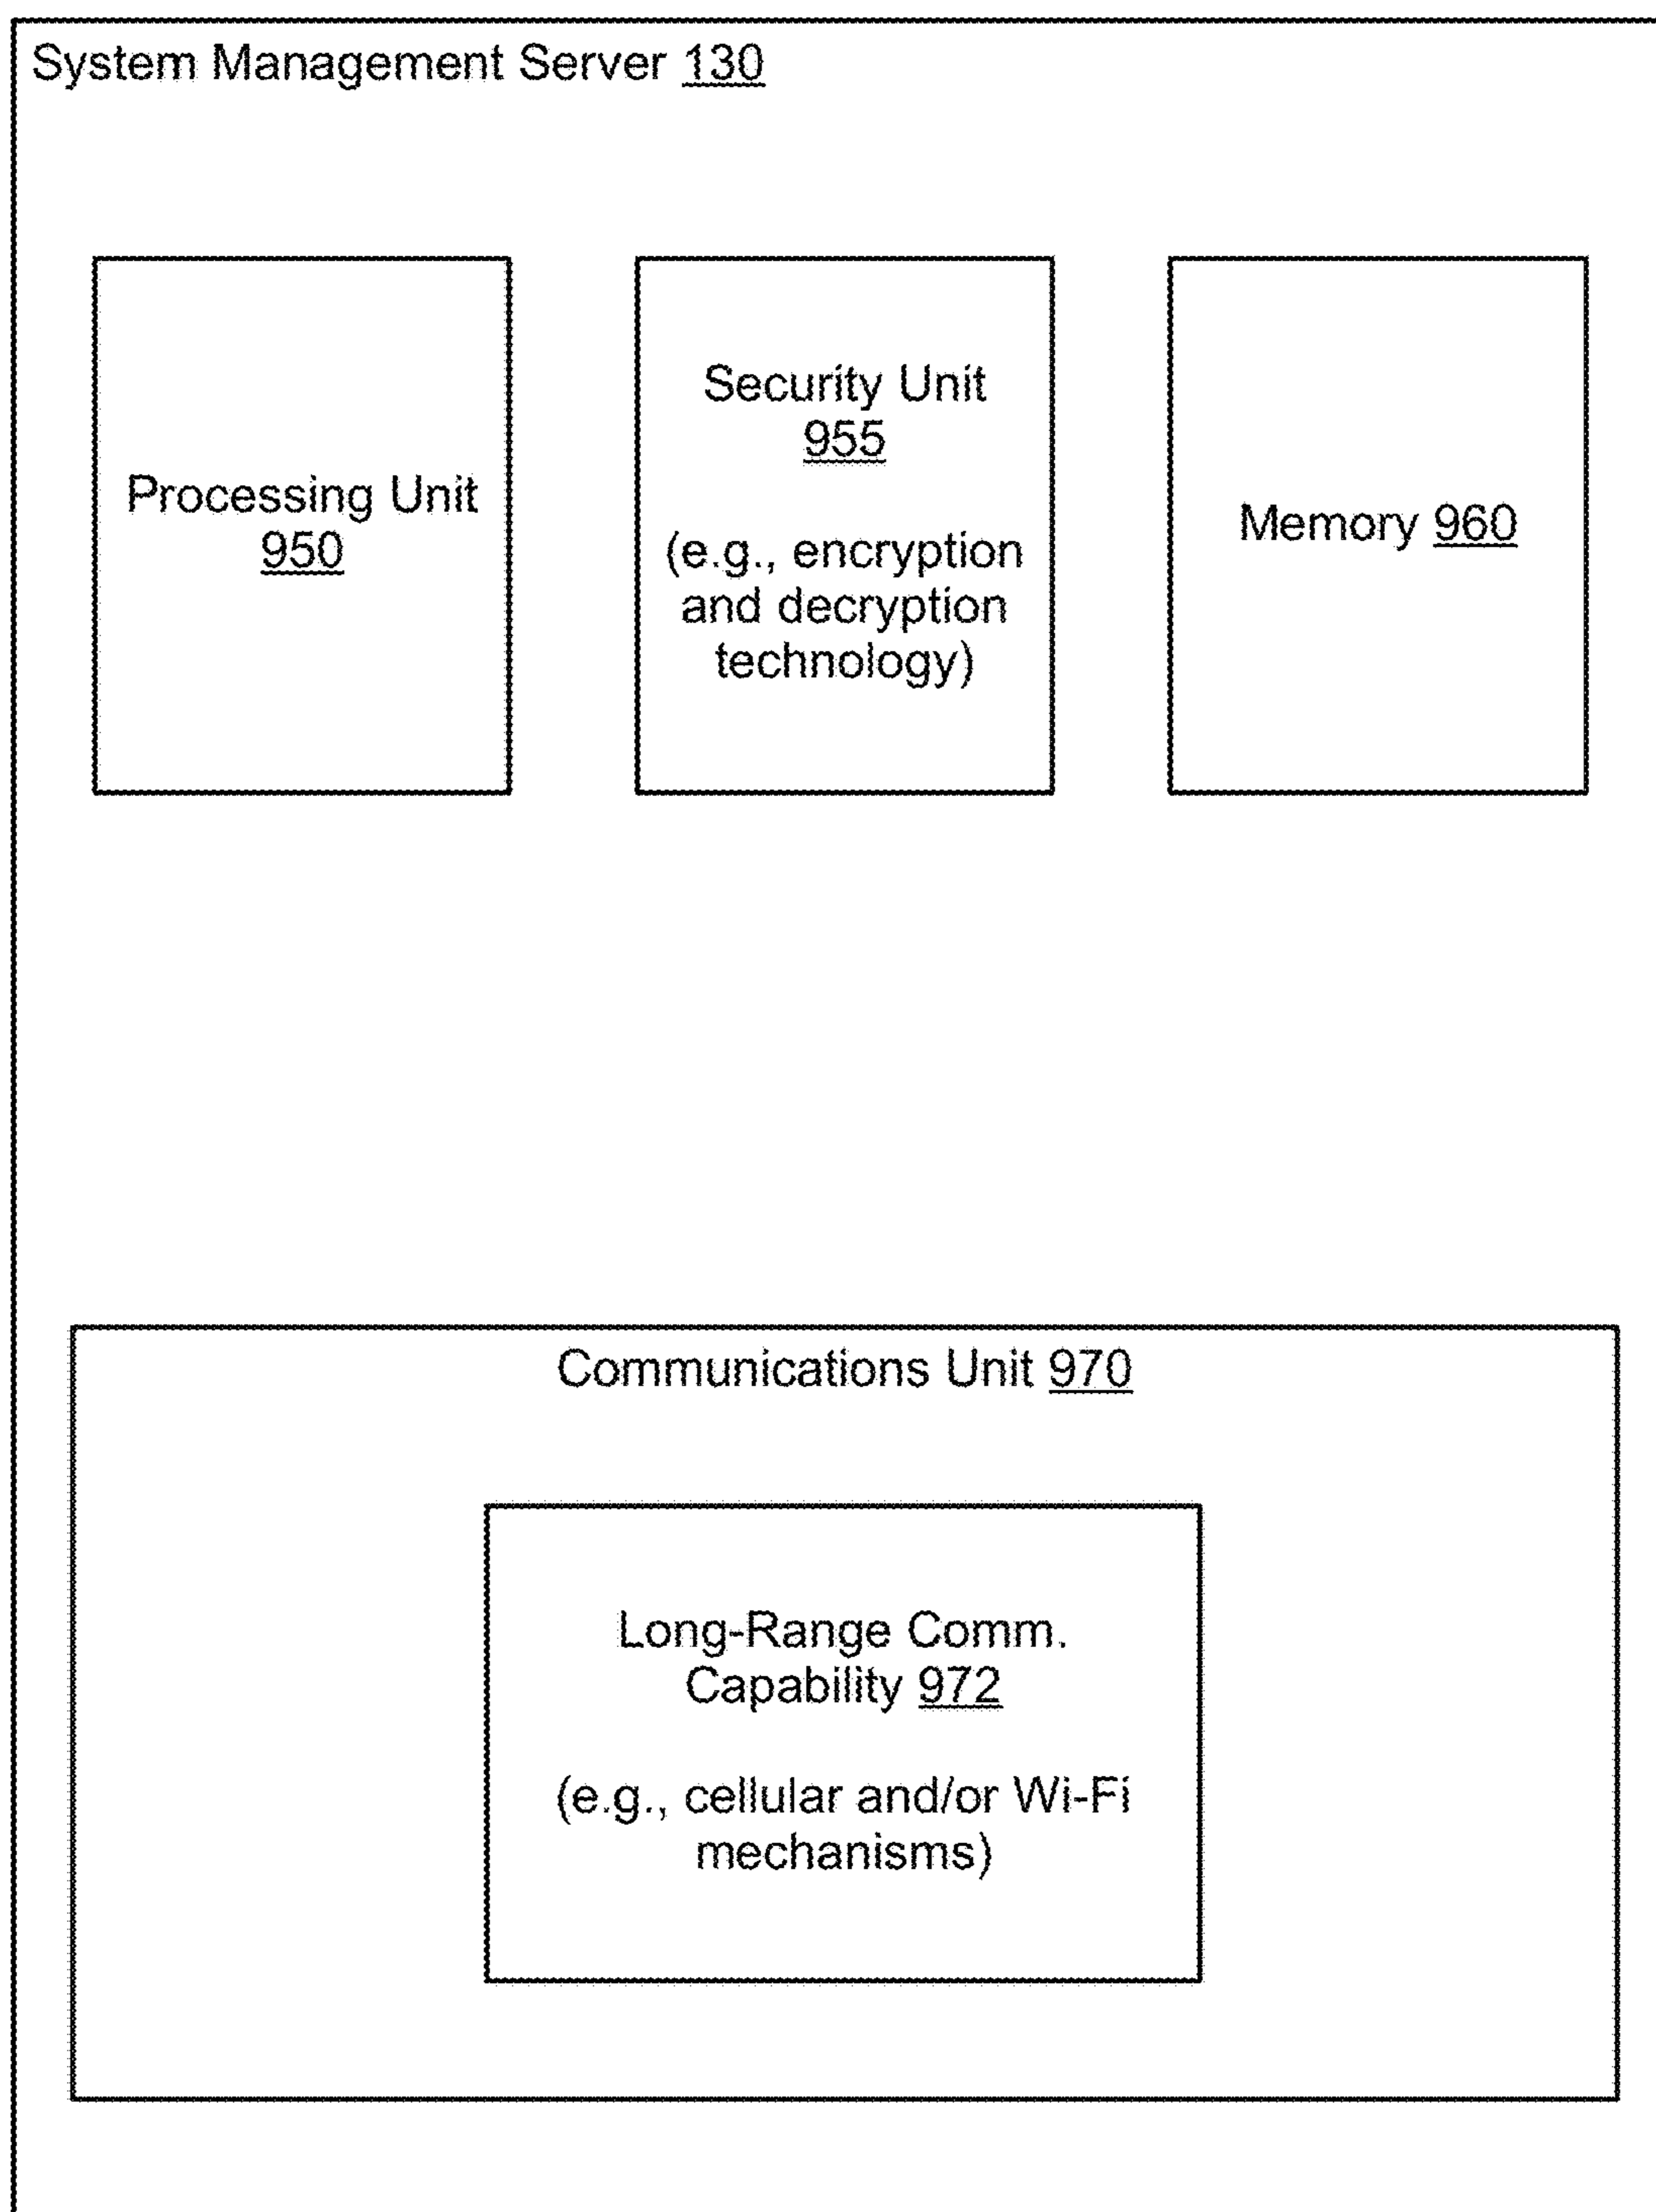 System Management Server 130
Processing Unit
950
Security Unit
955
(e.g., encryption
and decryption
technology)
Memory 960
Communications Unit 970
Long-Range Comm.
Capability 972
(e.g., cellular and/or Wi-Fi
mechanisms)